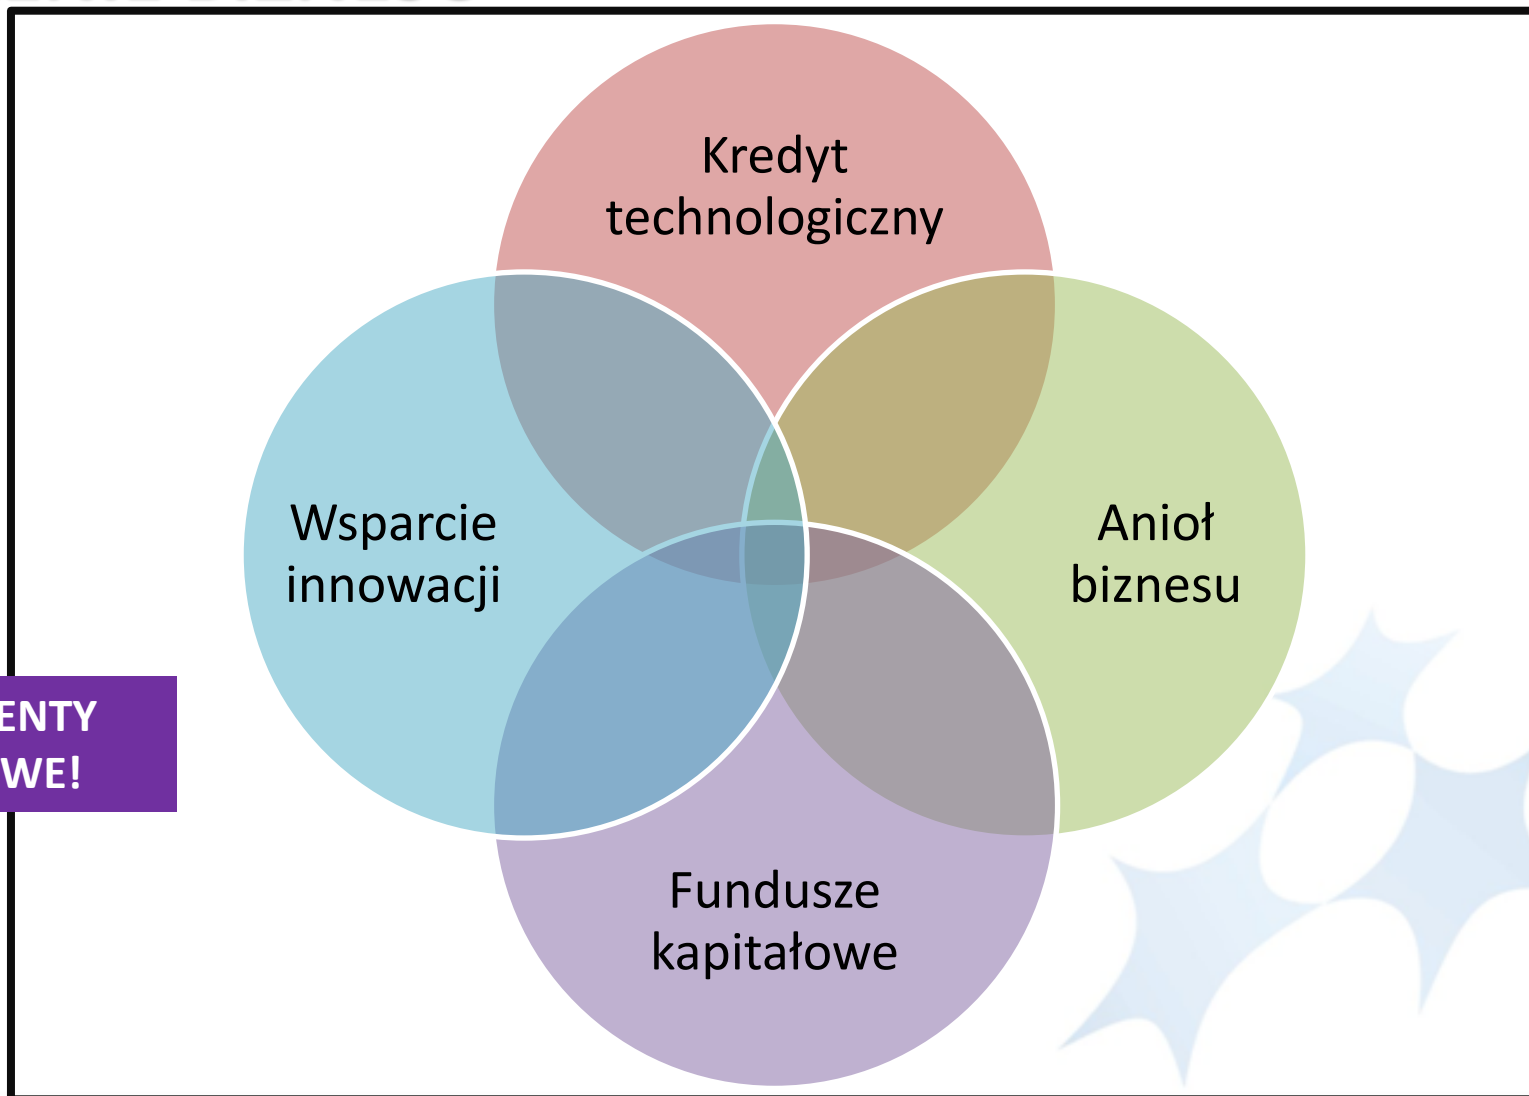 Kredyt
technologiczny
Wsparcie
innowacji
Anioł
biznesu
ENTY
WE!
Fundusze
kapitałowe